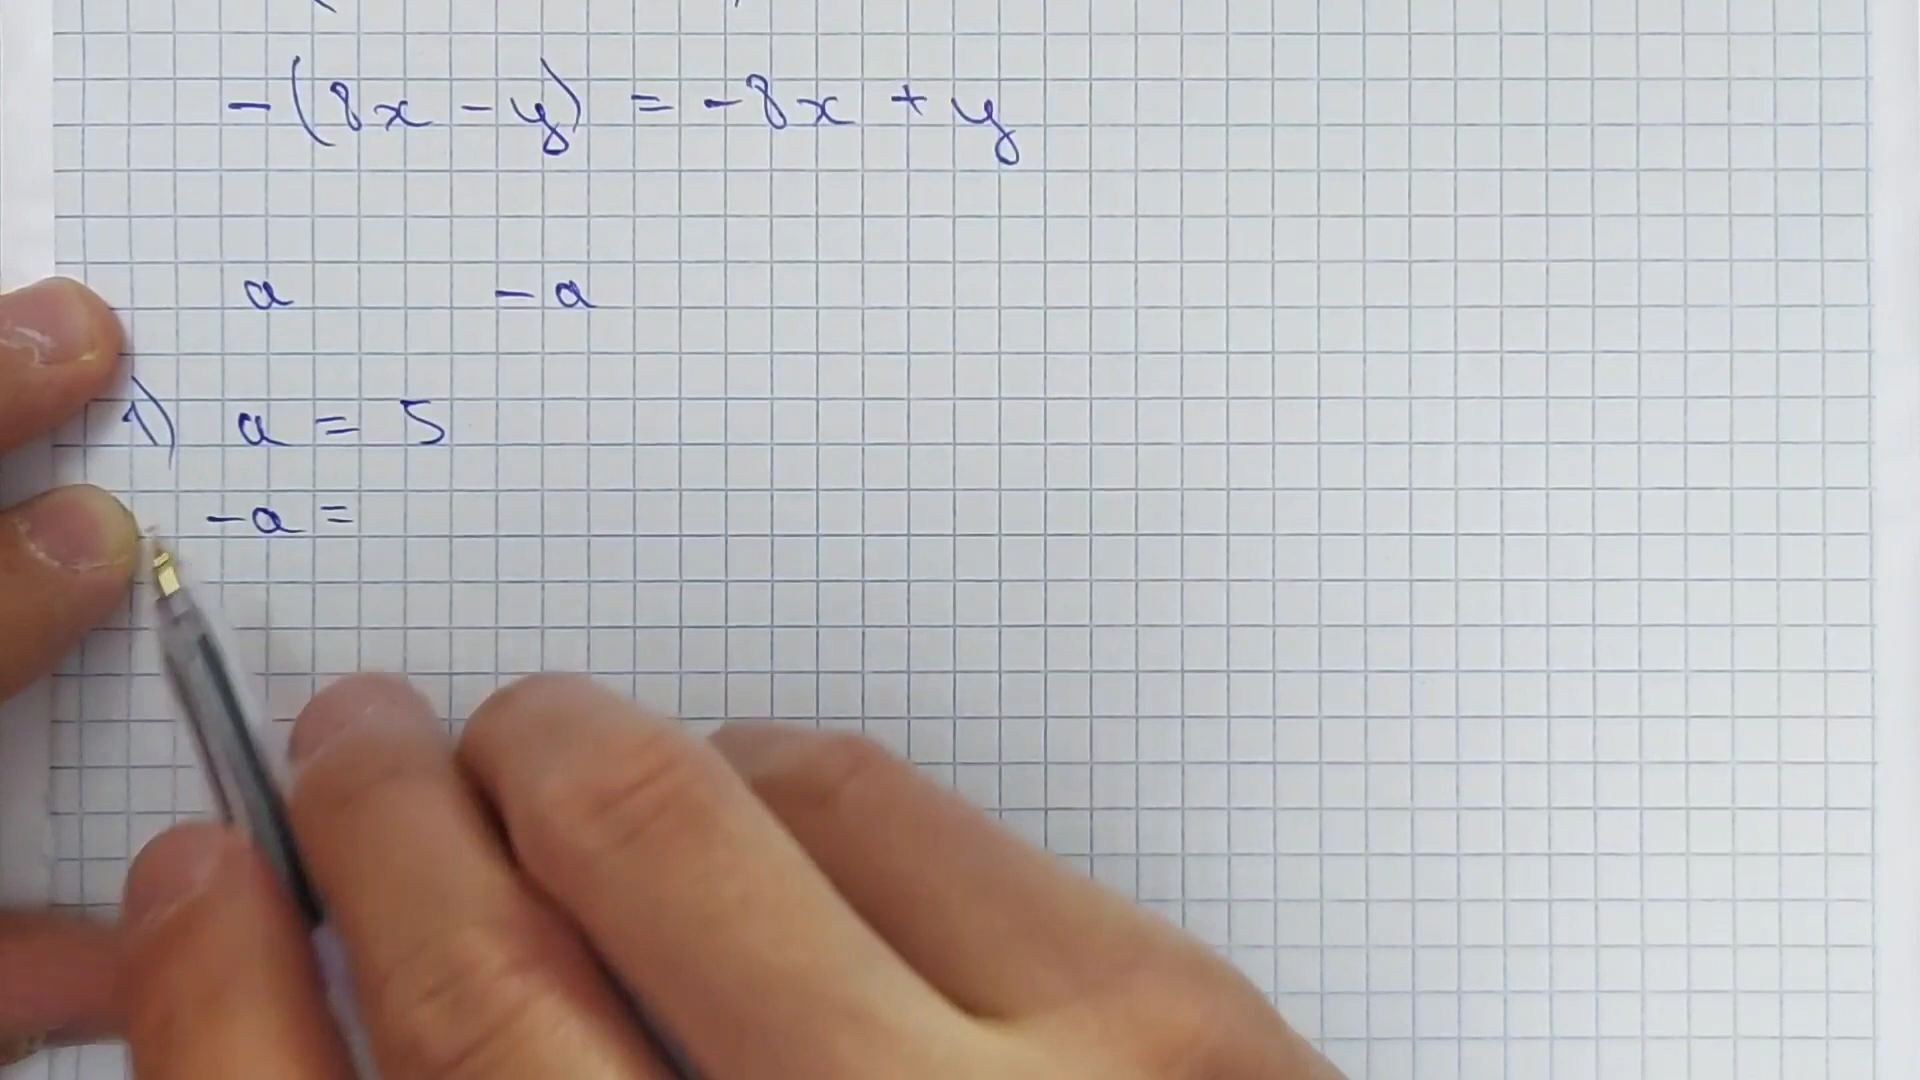 -(8x - y) = -8x + y
a -a
1) a = 5
-a =